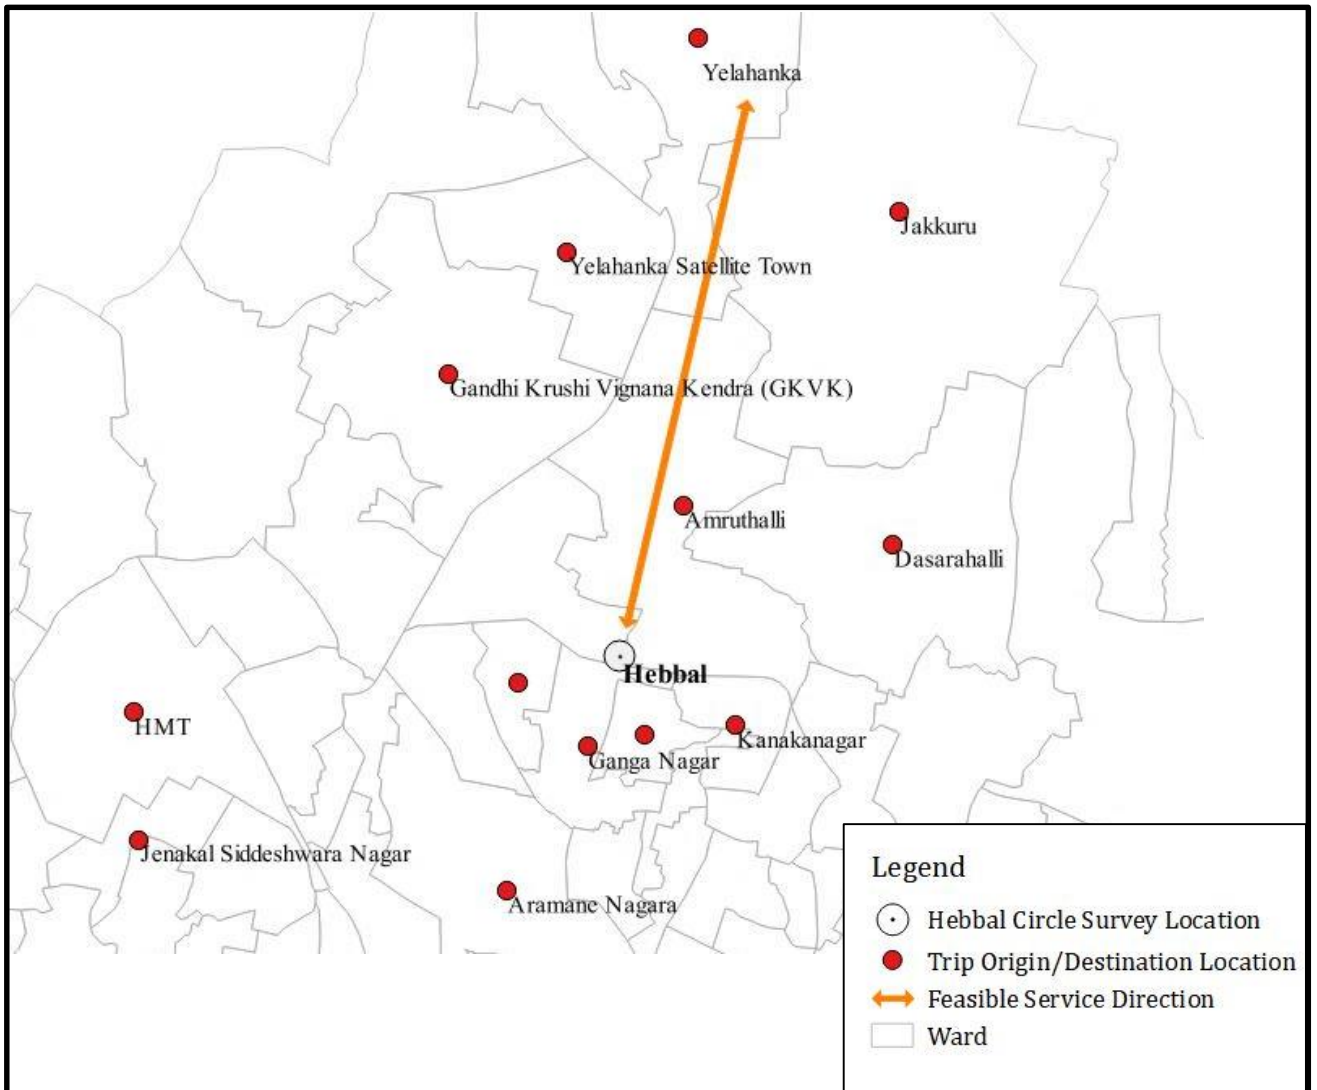 Yelahanka
Jakkuru
Yelahanka Satellite Town
Gandhi Krushi Vignana Kendra (GKVK)
Amruthalli
Dasarahalli
Hebbal
HMT
Kanakanagar
Ganga Nagar
Jenakal Siddeshwara Nagar
Aramane Nagara
Legend
Hebbal Circle Survey Location
Trip Origin/Destination Location
Feasible Service Direction
Ward